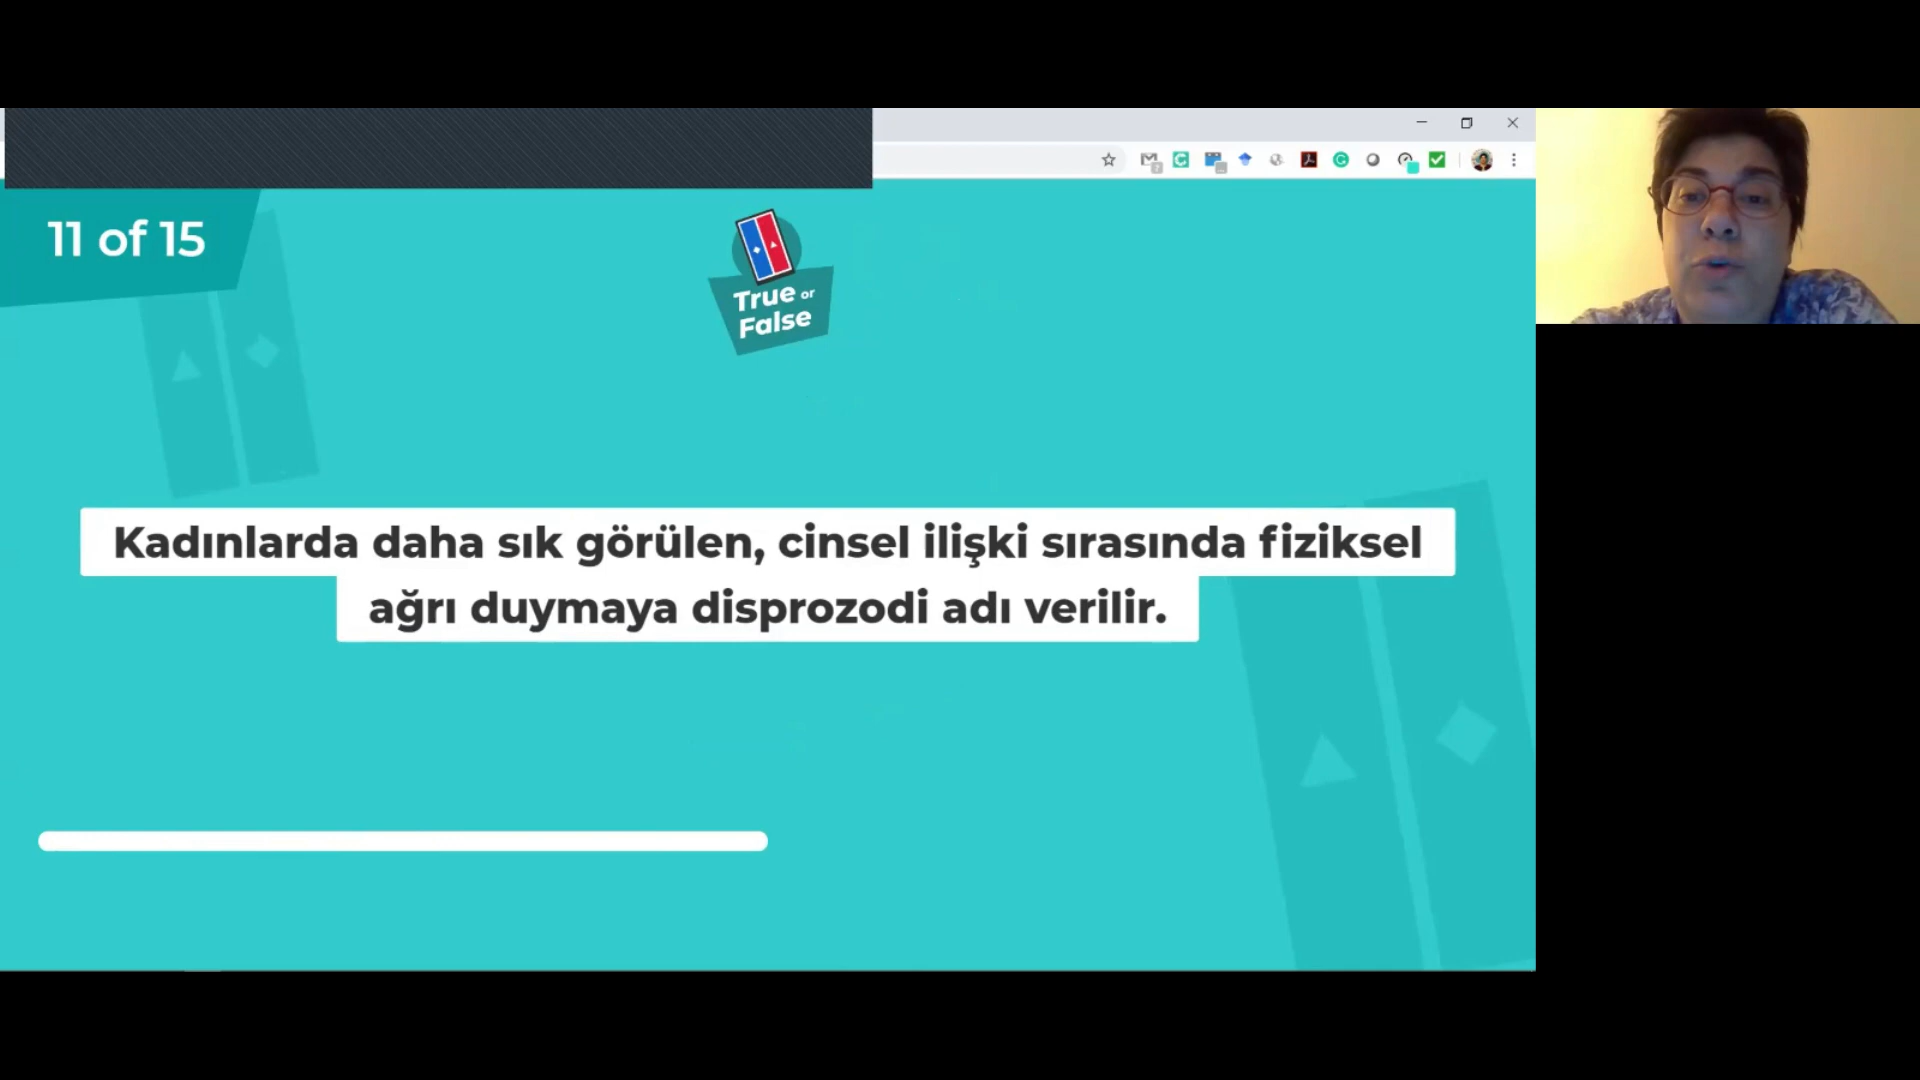 11 of 15
True or
False
Kadınlarda daha sık görülen, cinsel ilişki sırasında fiziksel
ağrı duymaya disprozodi adı verilir.